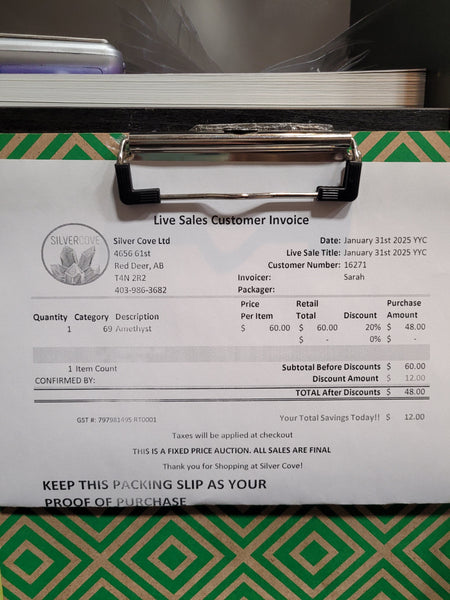 Live Sales Customer Invoice
SILVERCOVE
Silver Cove Ltd
4656 61st
Red Deer, AB
T4N 2R2
403-986-3682
Date: January 31st 2025 YYC
Live Sale Title: January 31st 2025 YYC
Customer Number: 16271
Invoicer: Sarah
Packager:
Quantity Category Description Price Per Item Retail Total Discount Purchase Amount
1 69 Amethyst $ 60.00 $ 60.00 20% $ 48.00
$ - 0% $ -
1 Item Count Subtotal Before Discounts $ 60.00
CONFIRMED BY: Discount Amount $ 12.00
TOTAL After Discounts $ 48.00
GST #: 797981495 RT0001 Your Total Savings Today!! $ 12.00
Taxes will be applied at checkout
THIS IS A FIXED PRICE AUCTION. ALL SALES ARE FINAL
Thank you for Shopping at Silver Cove!
KEEP THIS PACKING SLIP AS YOUR
PROOF OF PURCHASE